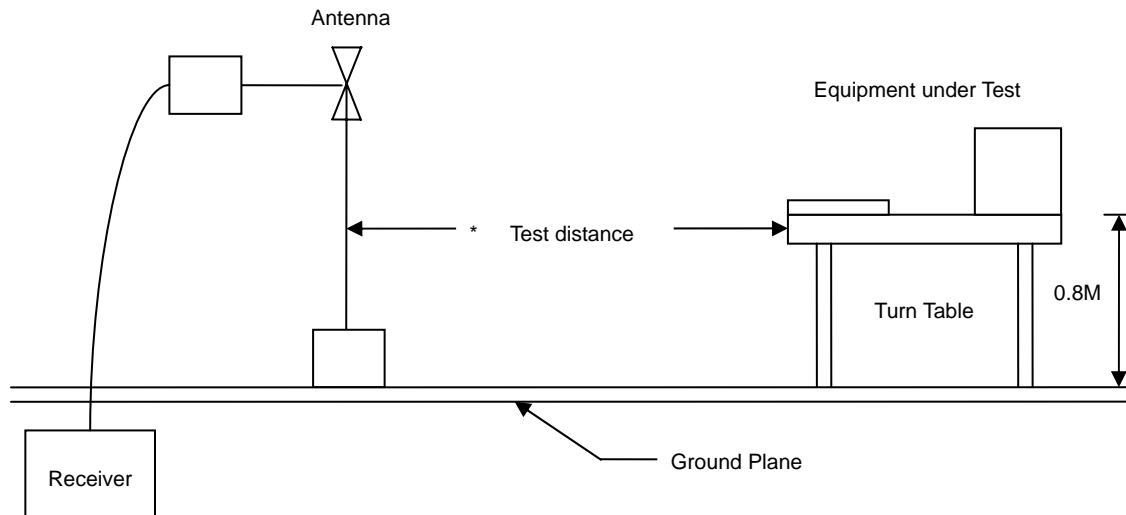 Antenna
Equipment under Test
* Test distance
0.8M
Turn Table
Ground Plane
Receiver